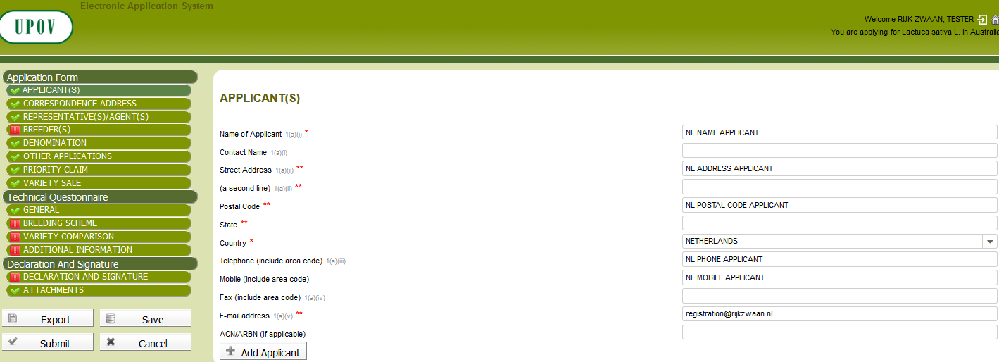 Electronic Application System
UPOV
Welcome RIJK ZWAAN, TESTER
You are applying for Lactuca sativa L. in Australia
Application Form
APPLICANT(S)
CORRESPONDENCE ADDRESS
REPRESENTATIVE(S)/AGENT(S)
BREEDER(S)
DENOMINATION
OTHER APPLICATIONS
PRIORITY CLAIM
VARIETY SALE
Technical Questionnaire
GENERAL
BREEDING SCHEME
VARIETY COMPARISON
ADDITIONAL INFORMATION
Declaration And Signature
DECLARATION AND SIGNATURE
ATTACHMENTS
Export Save
Submit Cancel
APPLICANT(S)
Name of Applicant 1(a)(i) * NL NAME APPLICANT
Contact Name 1(a)(i)
Street Address 1(a)(ii) ** NL ADDRESS APPLICANT
(a second line) 1(a)(ii) **
Postal Code ** NL POSTAL CODE APPLICANT
State **
Country * NETHERLANDS
Telephone (include area code) 1(a)(iii) NL PHONE APPLICANT
Mobile (include area code) NL MOBILE APPLICANT
Fax (include area code) 1(a)(iv)
E-mail address 1(a)(v) ** registration@rijkzwaan.nl
ACN/ARBN (if applicable)
Add Applicant